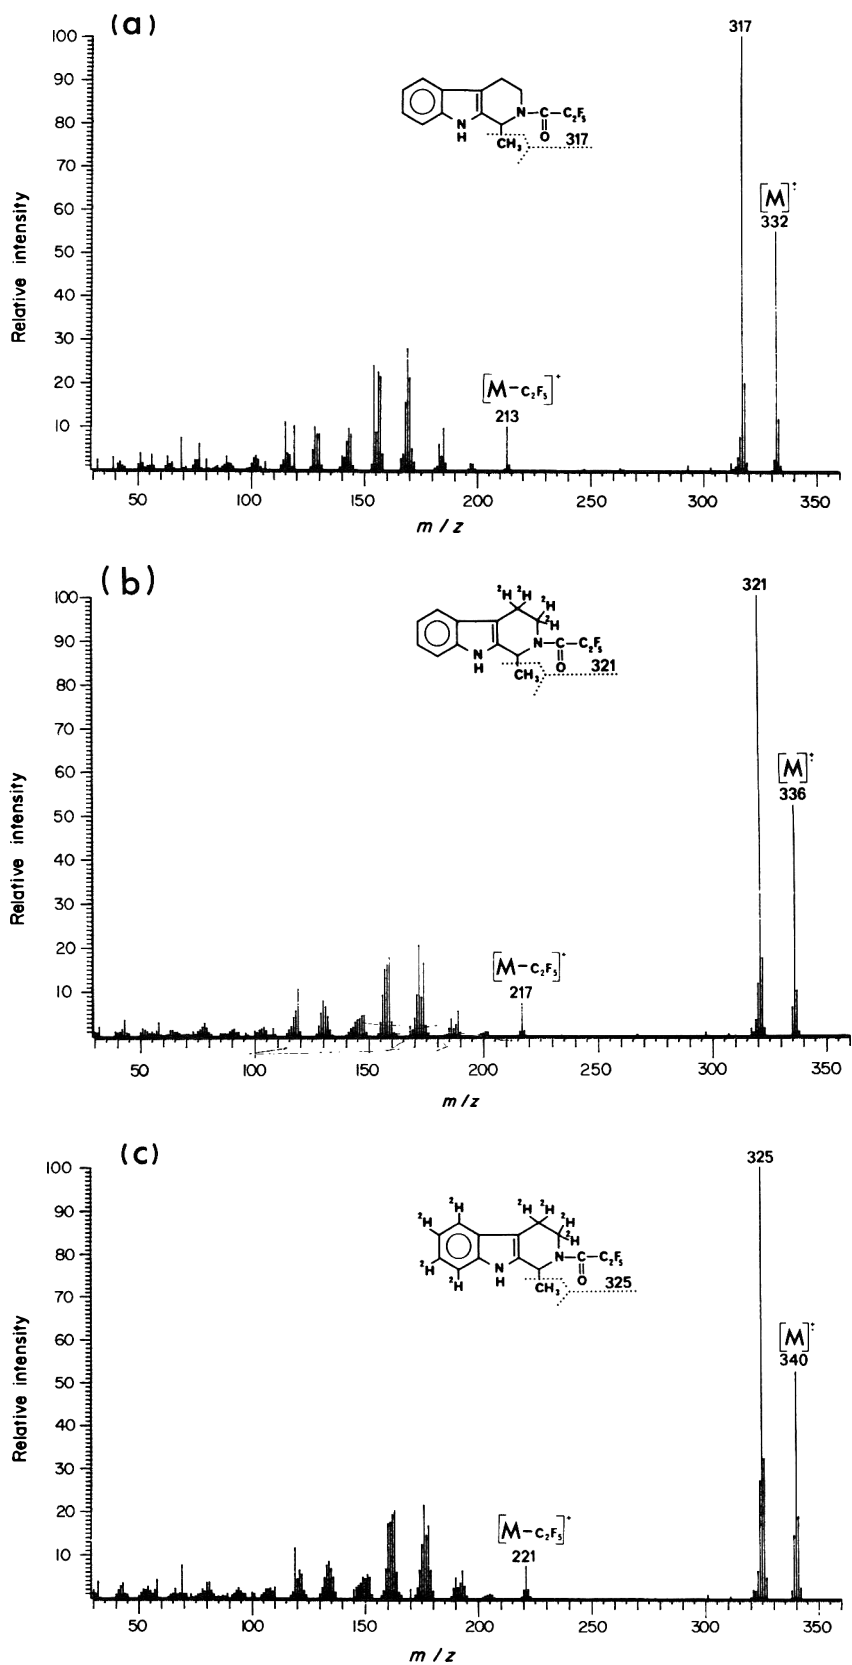 (a)
Relative intensity
100
90
80
70
60
50
40
30
20
10
317
[M]+·
332
N
H
N–C–C₂F₅
O
CH₃
317
[M–C₂F₅]+
213
50 100 150 200 250 300 350
m/z
(b)
Relative intensity
100
90
80
70
60
50
40
30
20
10
321
[M]+·
336
²H ²H
²H
²H
N–C–C₂F₅
N
H
O
CH₃
321
[M–C₂F₅]+
217
50 100 150 200 250 300 350
m/z
(c)
Relative intensity
100
90
80
70
60
50
40
30
20
10
325
[M]+·
340
²H
²H
²H ²H
²H
²H
N–C–C₂F₅
²H
²H
N
H
O
CH₃
325
[M–C₂F₅]+
221
50 100 150 200 250 300 350
m/z